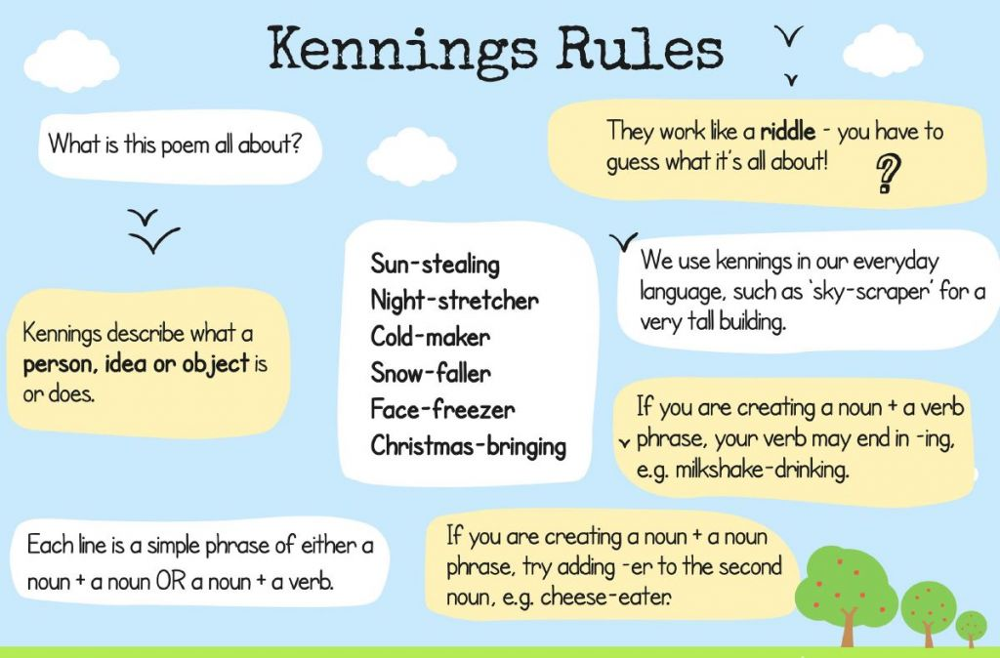 Kennings Rules
What is this poem all about?
They work like a riddle - you have to
guess what it's all about!
?
Sun-stealing
Night-stretcher
Cold-maker
Snow-faller
Face-freezer
Christmas-bringing
We use kennings in our everyday
language, such as 'sky-scraper' for a
very tall building.
Kennings describe what a
person, idea or object is
or does.
If you are creating a noun + a verb
phrase, your verb may end in -ing,
e.g. milkshake-drinking.
Each line is a simple phrase of either a
noun + a noun OR a noun + a verb.
If you are creating a noun + a noun
phrase, try adding -er to the second
noun, e.g. cheese-eater.